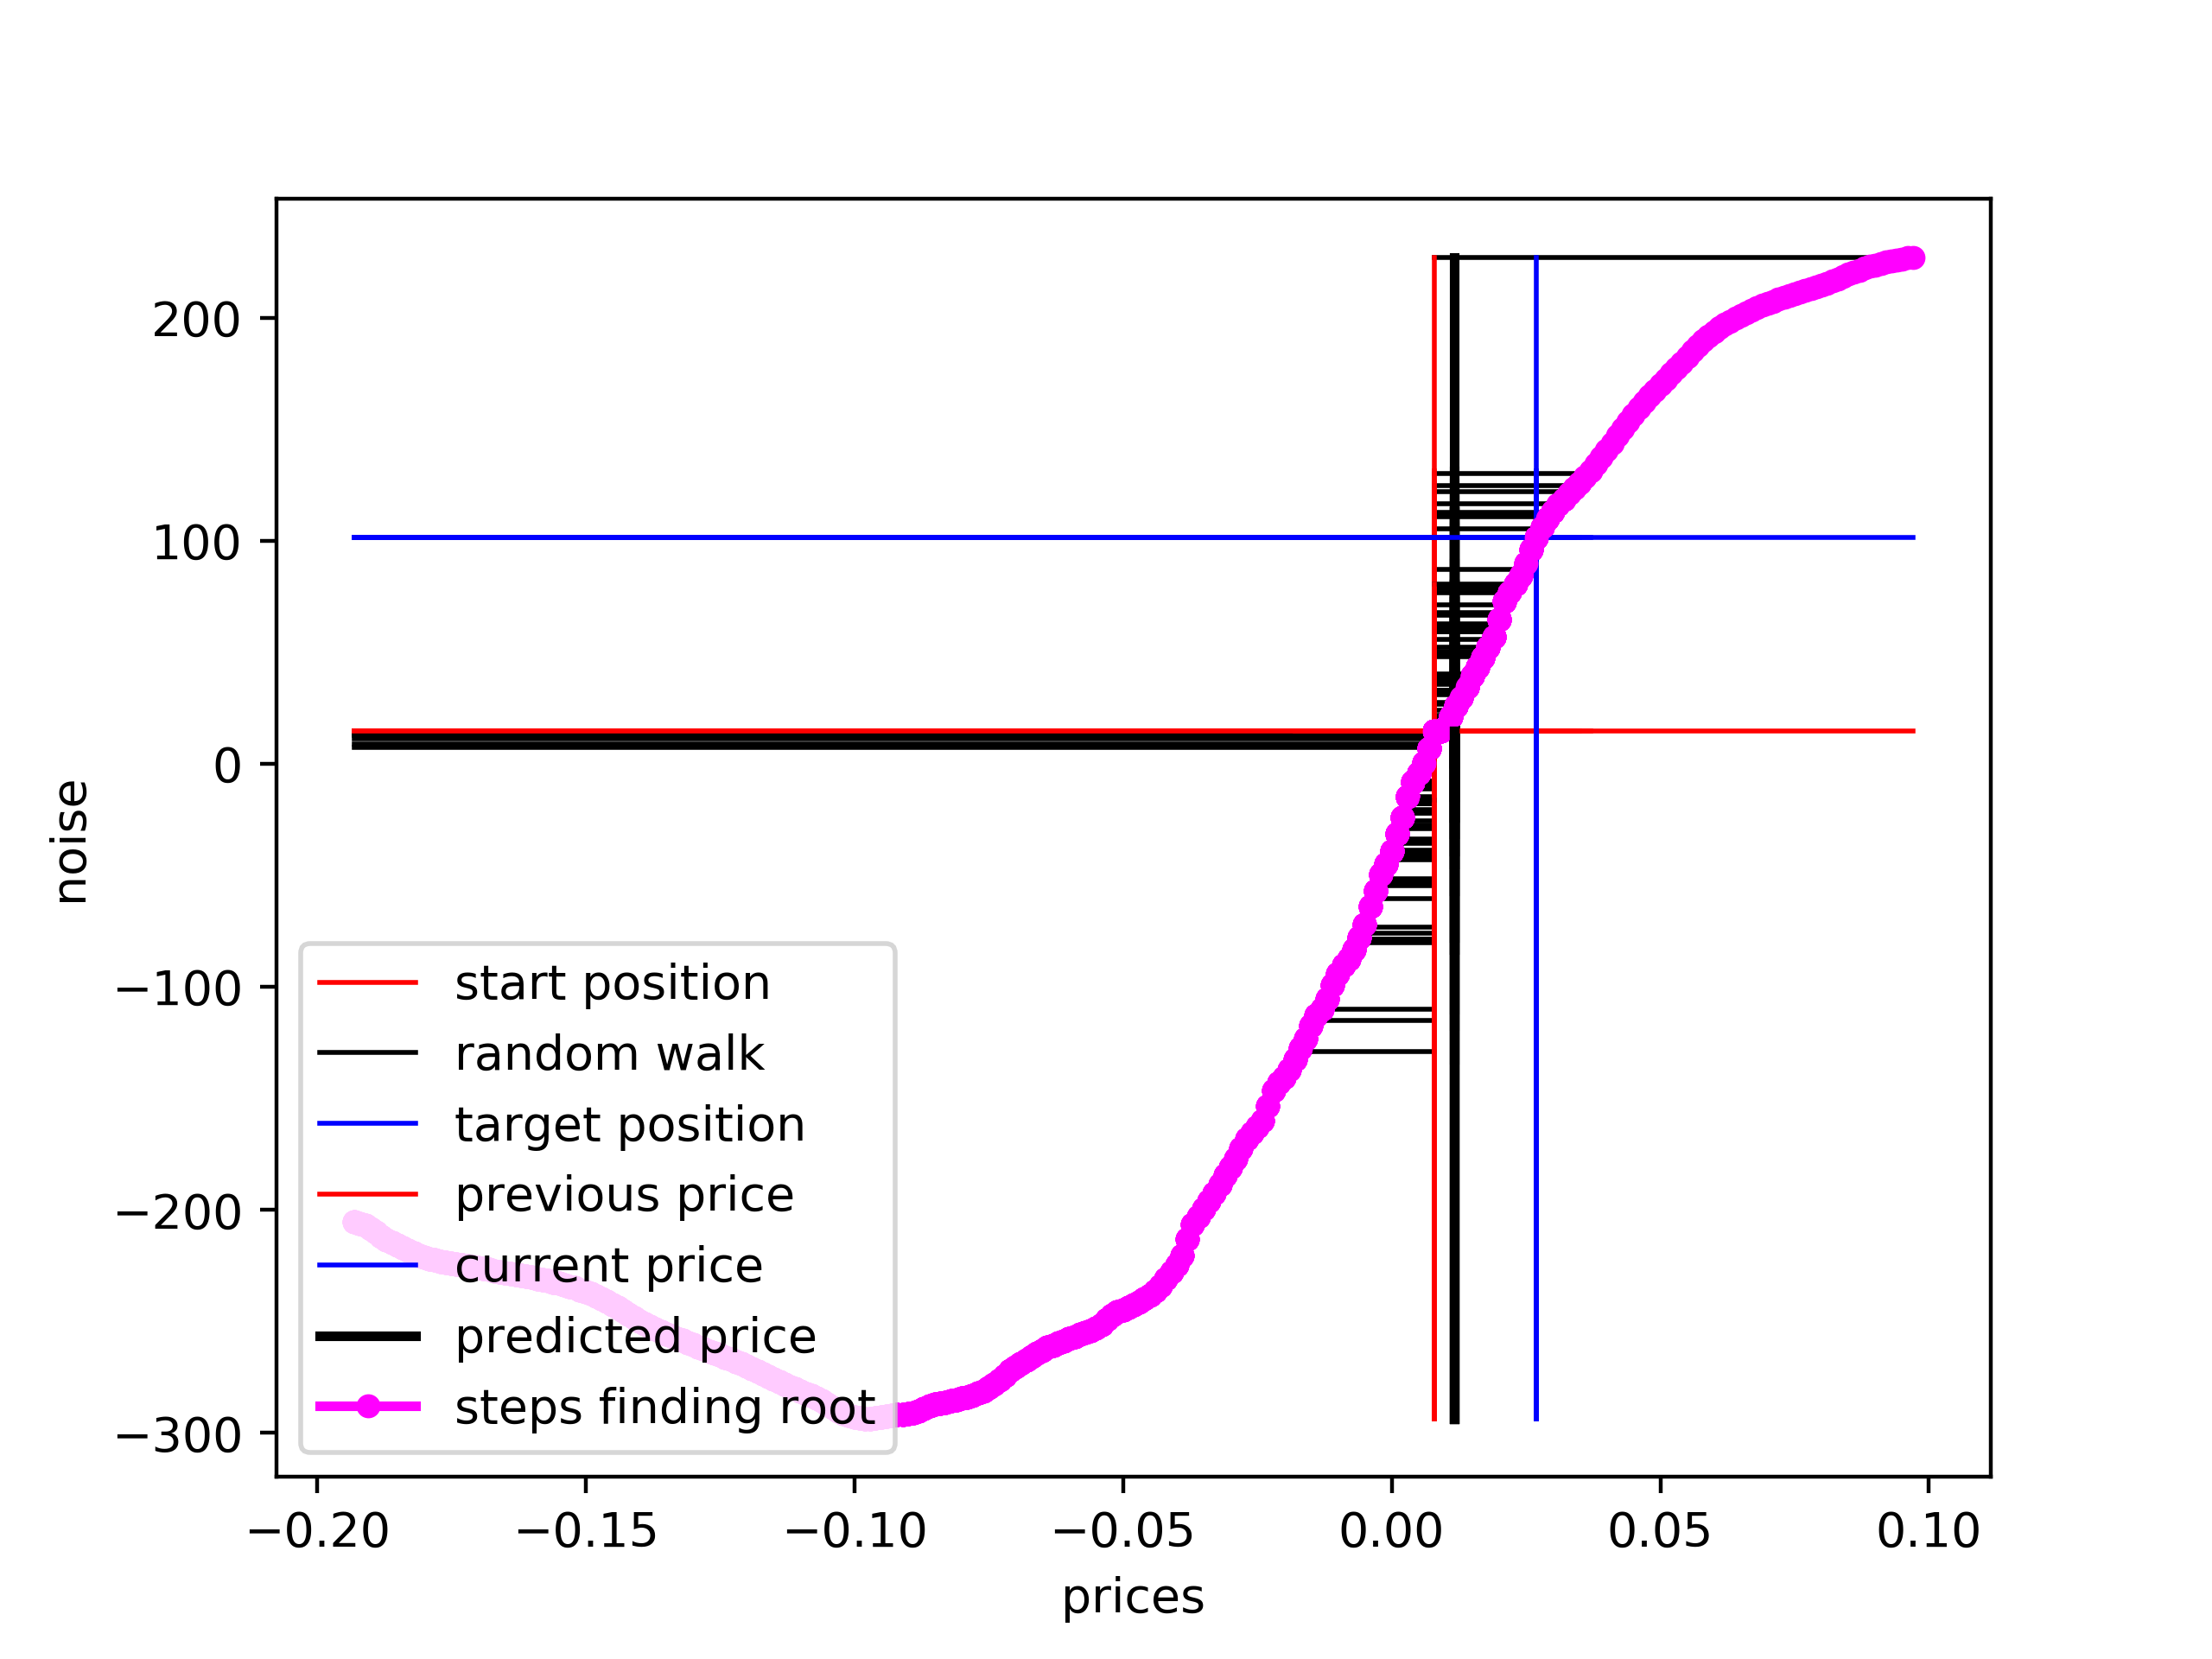 200
100
0
−100
−200
−300
noise
start position
random walk
target position
previous price
current price
predicted price
steps finding root
−0.20 −0.15 −0.10 −0.05 0.00 0.05 0.10
prices